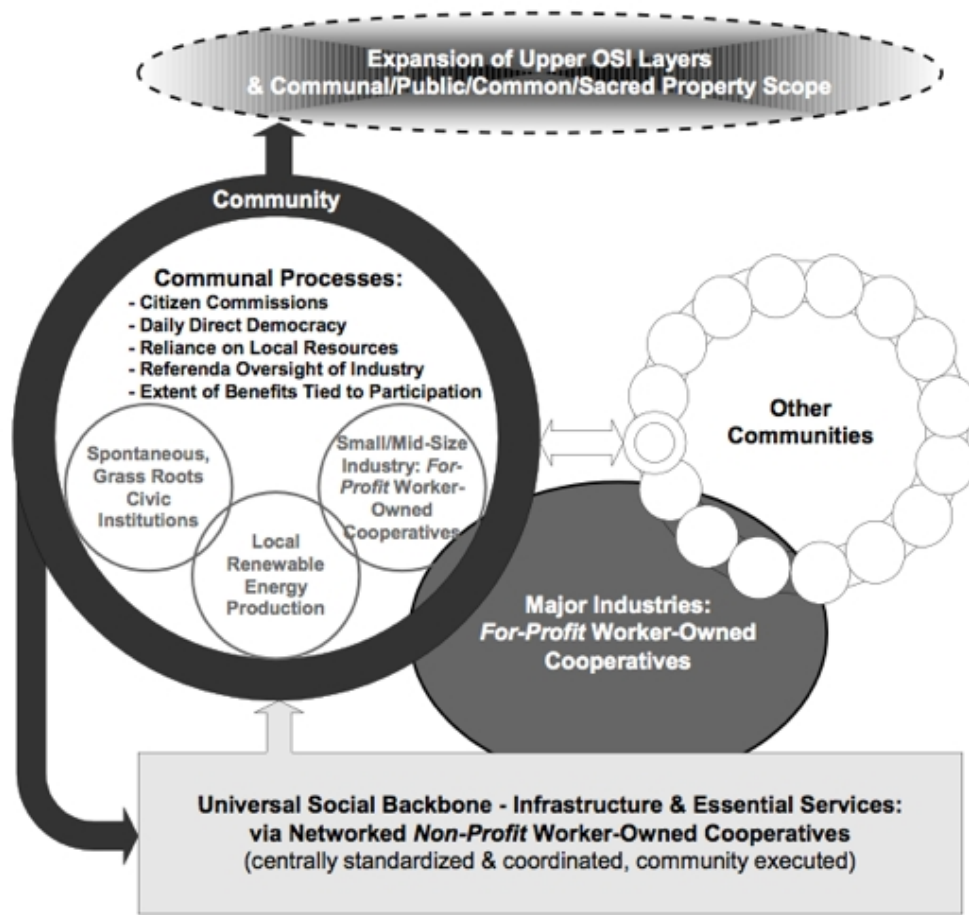 Expansion of Upper OSI Layers
& Communal/Public/Common/Sacred Property Scope
Community
Communal Processes:
- Citizen Commissions
- Daily Direct Democracy
- Reliance on Local Resources
- Referenda Oversight of Industry
- Extent of Benefits Tied to Participation
Spontaneous,
Grass Roots
Civic
Institutions
Local
Renewable
Energy
Production
Small/Mid-Size
Industry: For-
Profit Worker-
Owned
Cooperatives
Other
Communities
Major Industries:
For-Profit Worker-Owned
Cooperatives
Universal Social Backbone - Infrastructure & Essential Services:
via Networked Non-Profit Worker-Owned Cooperatives
(centrally standardized & coordinated, community executed)